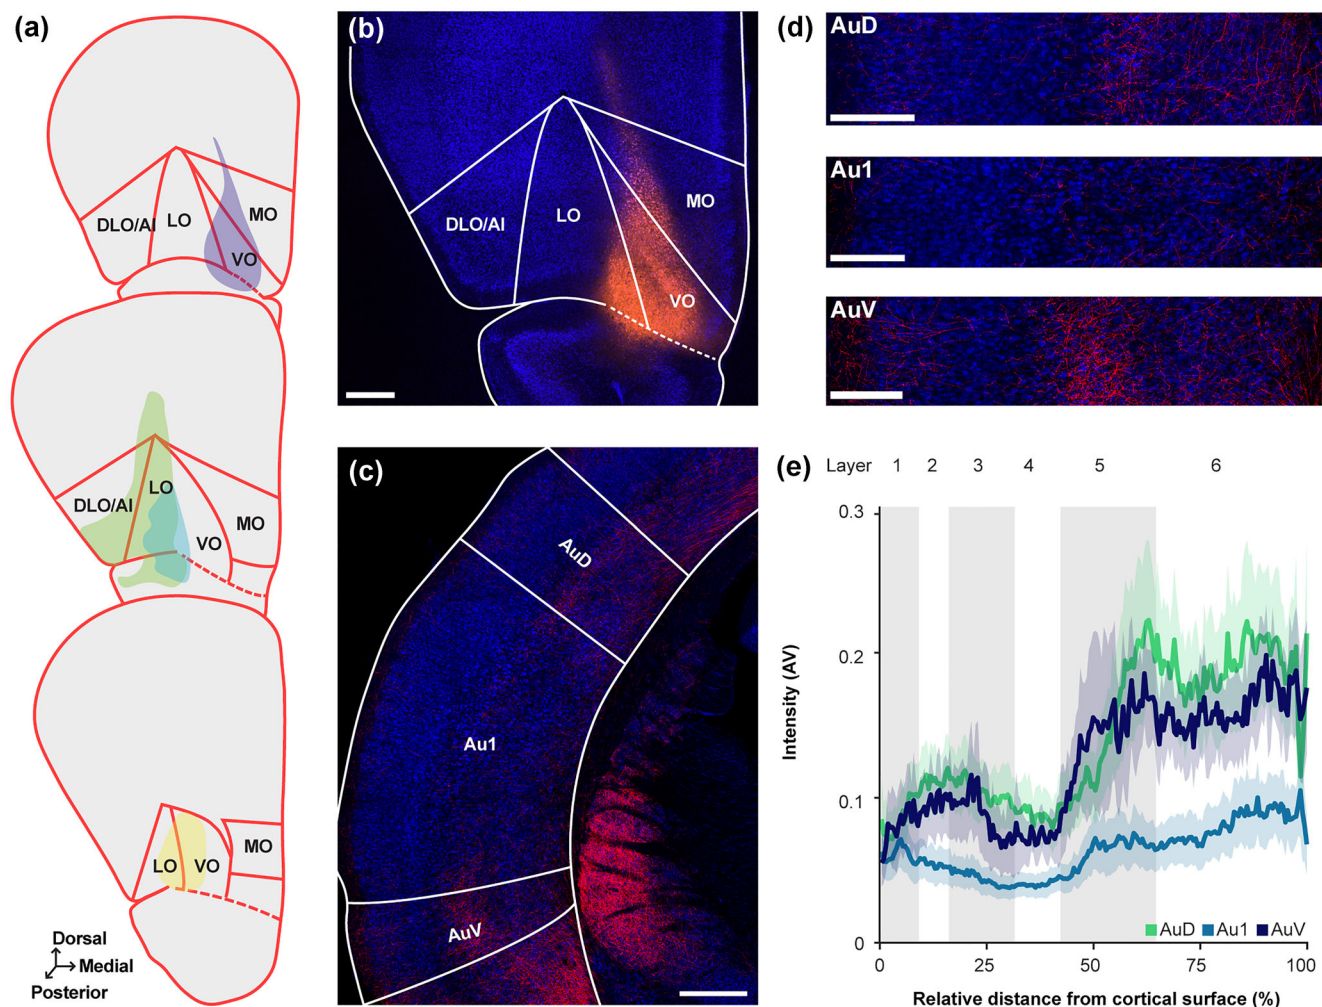 (a)
DLO/AI LO MO
VO
DLO/AI LO VO MO
LO VO MO
Dorsal
Medial
Posterior
(b)
DLO/AI LO MO
VO
(c)
AuD
Au1
AuV
(d)
AuD
Au1
AuV
(e)
Layer 1 2 3 4 5 6
0.3
0.2
0.1
0
Intensity (AV)
AuD Au1 AuV
0 25 50 75 100
Relative distance from cortical surface (%)